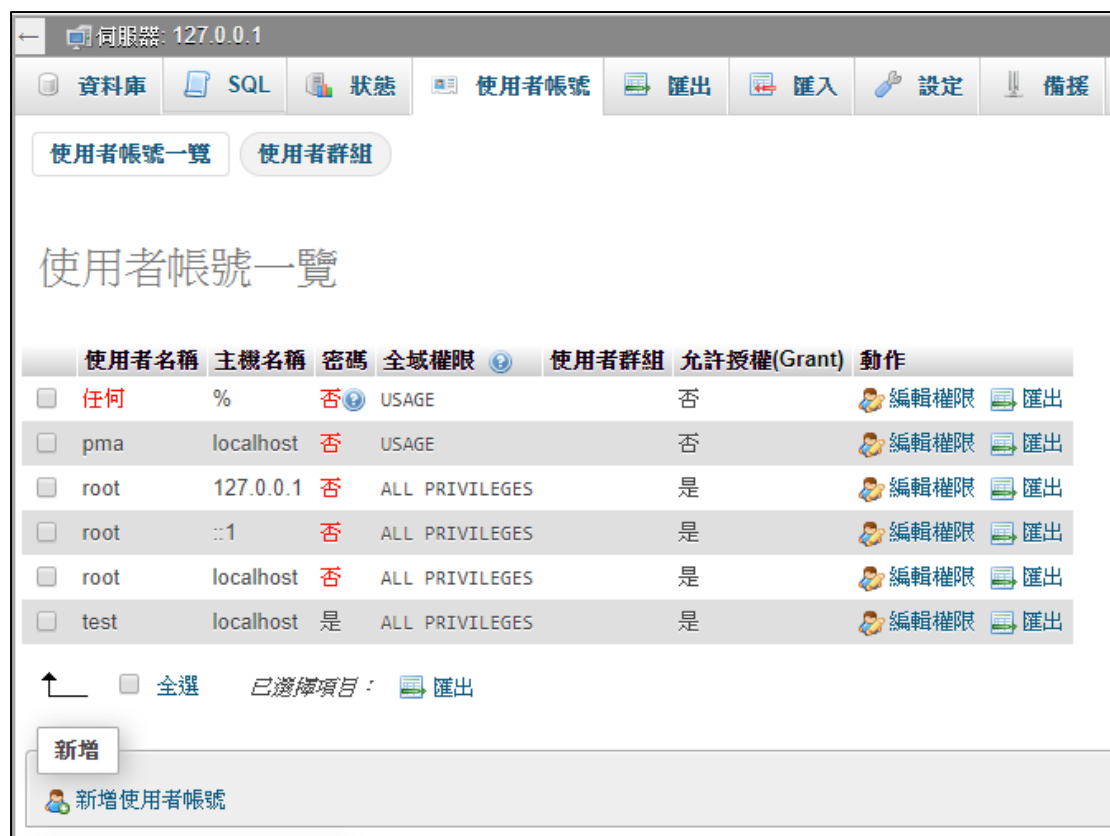 伺服器: 127.0.0.1
資料庫 SQL 狀態 使用者帳號 匯出 匯入 設定 備援
使用者帳號一覽 使用者群組
使用者帳號一覽
使用者名稱 主機名稱 密碼 全域權限 使用者群組 允許授權(Grant) 動作
任何 % 否 USAGE 否 編輯權限 匯出
pma localhost 否 USAGE 否 編輯權限 匯出
root 127.0.0.1 否 ALL PRIVILEGES 是 編輯權限 匯出
root ::1 否 ALL PRIVILEGES 是 編輯權限 匯出
root localhost 否 ALL PRIVILEGES 是 編輯權限 匯出
test localhost 是 ALL PRIVILEGES 是 編輯權限 匯出
全選 已選擇項目： 匯出
新增
新增使用者帳號